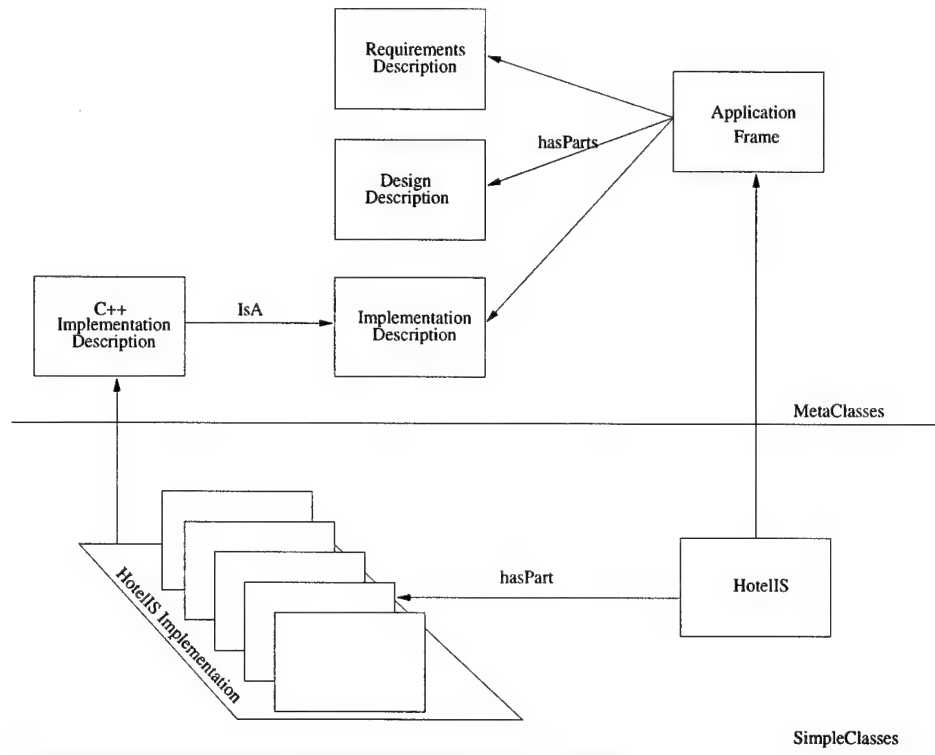 Requirements
Description
Application
Frame
hasParts
Design
Description
C++
Implementation
Description
IsA
Implementation
Description
MetaClasses
HotelIS Implementation
hasPart
HotelIS
SimpleClasses